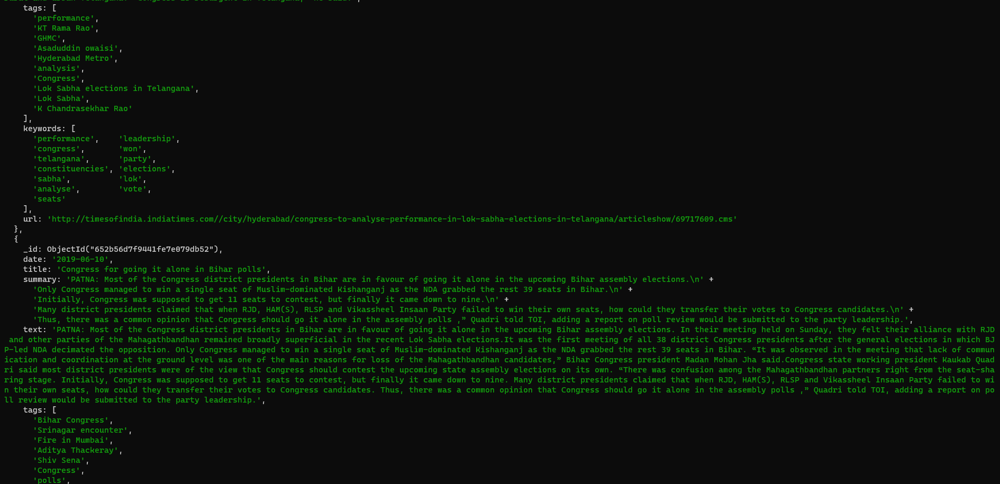 tags: [
'performance',
'KT Rama Rao',
'GHMC',
'Asaduddin owaisi',
'Hyderabad Metro',
'analysis',
'Congress',
'Lok Sabha elections in Telangana',
'Lok Sabha',
'K Chandrasekhar Rao'
],
keywords: [
'performance', 'leadership',
'congress', 'won',
'telangana', 'party',
'constituencies', 'elections',
'sabha', 'lok',
'analyse', 'vote',
'seats'
],
url: 'http://timesofindia.indiatimes.com//city/hyderabad/congress-to-analyse-performance-in-lok-sabha-elections-in-telangana/articleshow/69717609.cms'
},
{
_id: ObjectId("652b56d7f9441fe7e079db52"),
date: '2019-06-10',
title: 'Congress for going it alone in Bihar polls',
summary: 'PATNA: Most of the Congress district presidents in Bihar are in favour of going it alone in the upcoming Bihar assembly elections.\n' +
'Only Congress managed to win a single seat of Muslim-dominated Kishanganj as the NDA grabbed the rest 39 seats in Bihar.\n' +
'Initially, Congress was supposed to get 11 seats to contest, but finally it came down to nine.\n' +
'Many district presidents claimed that when RJD, HAM(S), RLSP and Vikassheel Insaan Party failed to win their own seats, how could they transfer their votes to Congress candidates.\n' +
'Thus, there was a common opinion that Congress should go it alone in the assembly polls ,” Quadri told TOI, adding a report on poll review would be submitted to the party leadership.',
text: 'PATNA: Most of the Congress district presidents in Bihar are in favour of going it alone in the upcoming Bihar assembly elections. In their meeting held on Sunday, they felt their alliance with RJD
and other parties of the Mahagathbandhan remained broadly superficial in the recent Lok Sabha elections.It was the first meeting of all 38 district Congress presidents after the general elections in which BJ
P-led NDA decimated the opposition. Only Congress managed to win a single seat of Muslim-dominated Kishanganj as the NDA grabbed the rest 39 seats in Bihar. “It was observed in the meeting that lack of commun
ication and coordination at the ground level was one of the main reasons for loss of the Mahagathbandhan candidates,” Bihar Congress president Madan Mohan Jha said.Congress state working president Kaukab Quad
ri said most district presidents were of the view that Congress should contest the upcoming state assembly elections on its own. “There was confusion among the Mahagathbandhan partners right from the seat-sha
ring stage. Initially, Congress was supposed to get 11 seats to contest, but finally it came down to nine. Many district presidents claimed that when RJD, HAM(S), RLSP and Vikassheel Insaan Party failed to wi
n their own seats, how could they transfer their votes to Congress candidates. Thus, there was a common opinion that Congress should go it alone in the assembly polls ,” Quadri told TOI, adding a report on po
ll review would be submitted to the party leadership.',
tags: [
'Bihar Congress',
'Srinagar encounter',
'Fire in Mumbai',
'Aditya Thackeray',
'Shiv Sena',
'Congress',
'polls',